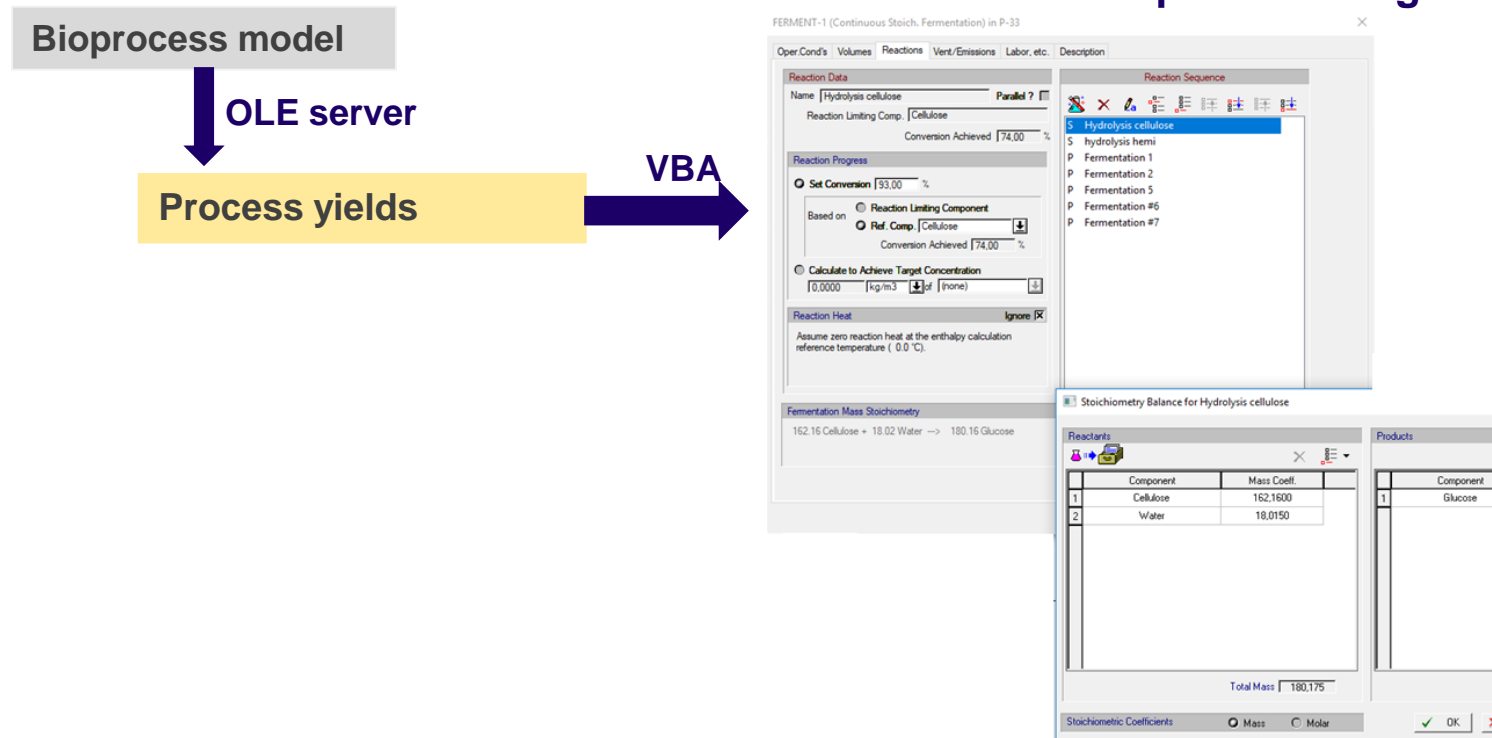 Bioprocess model
OLE server
Process yields
VBA
FERMENT-1 (Continuous Stoich. Fermentation) in P-33
Oper.Cond's Volumes Reactions Vent/Emissions Labor, etc. Description
Reaction Data
Name Hydrolysis cellulose Parallel ?
Reaction Limiting Comp. Cellulose
Conversion Achieved 74,00 %
Reaction Progress
Set Conversion 93,00 %
Based on
Reaction Limiting Component
Ref. Comp. Cellulose
Conversion Achieved 74,00 %
Calculate to Achieve Target Concentration
0,0000 kg/m3 of (none)
Reaction Heat Ignore
Assume zero reaction heat at the enthalpy calculation
reference temperature ( 0.0 °C).
Fermentation Mass Stoichiometry
162.16 Cellulose + 18.02 Water --> 180.16 Glucose
Reaction Sequence
S Hydrolysis cellulose
S hydrolysis hemi
P Fermentation 1
P Fermentation 2
P Fermentation 5
P Fermentation #6
P Fermentation #7
Stoichiometry Balance for Hydrolysis cellulose
Reactants
Component Mass Coeff.
1 Cellulose 162,1600
2 Water 18,0150
Total Mass 180,175
Products
Component
1 Glucose
Stoichiometric Coefficients Mass Molar
OK